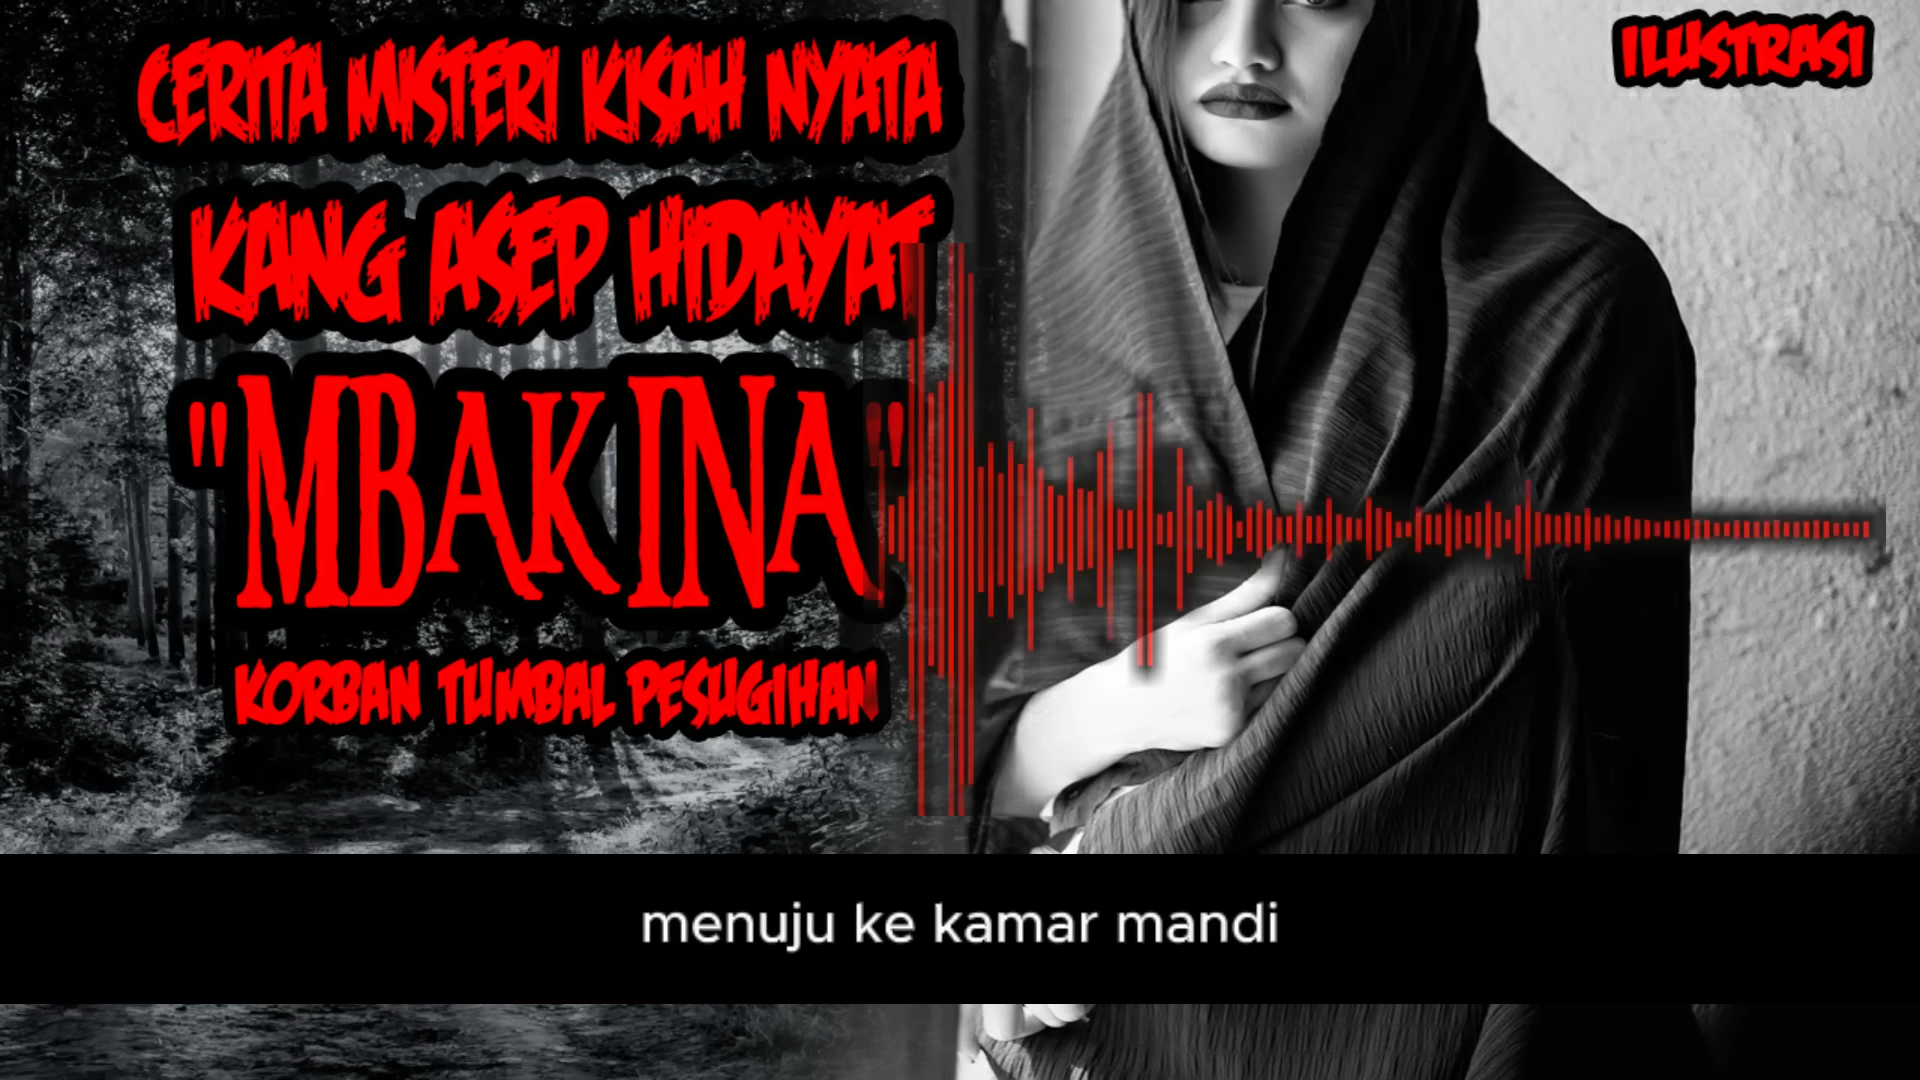 CERITA MISTERI KISAH NYATA
KANG ASEP HIDAYAT
"MBAK INA"
KORBAN TUMBAL PESUGIHAN
ILUSTRASI
menuju ke kamar mandi